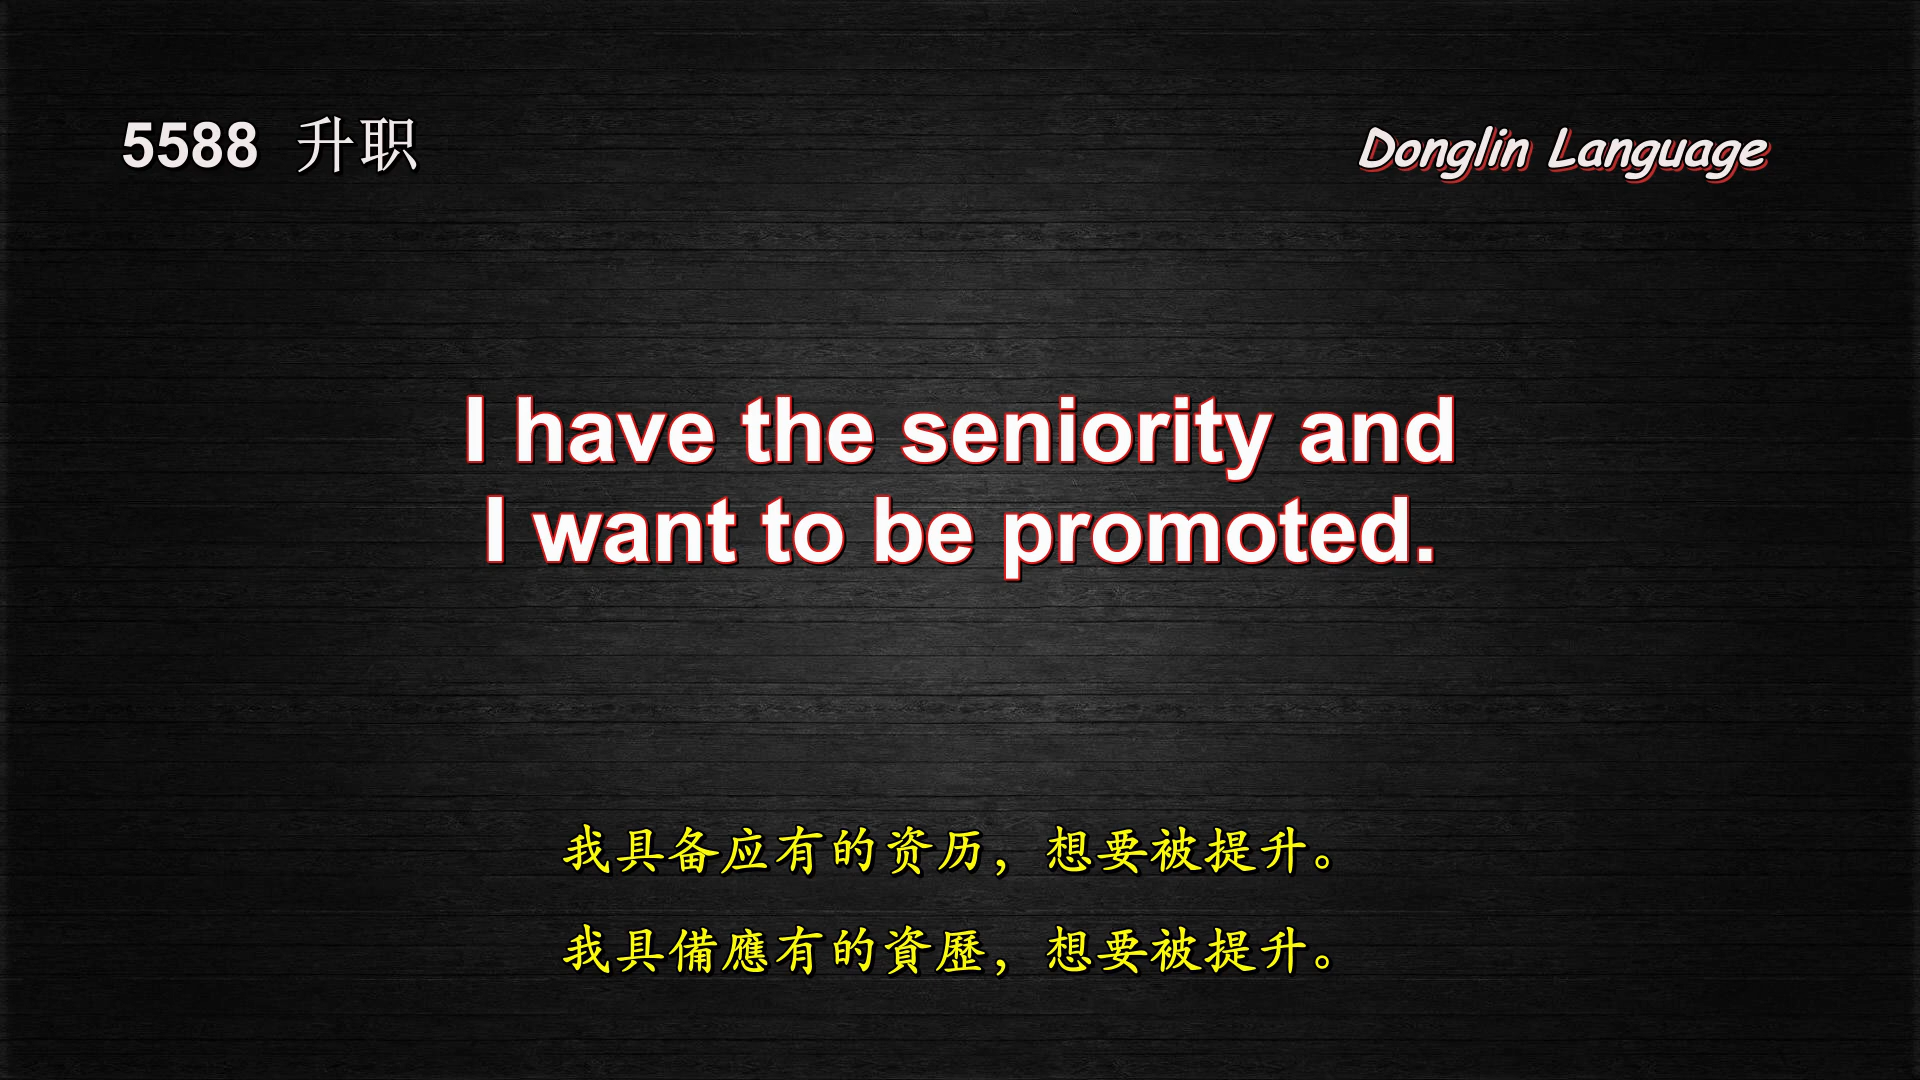 5588 升职
Donglin Language
I have the seniority and
I want to be promoted.
我具备应有的资历，想要被提升。
我具備應有的資歷，想要被提升。